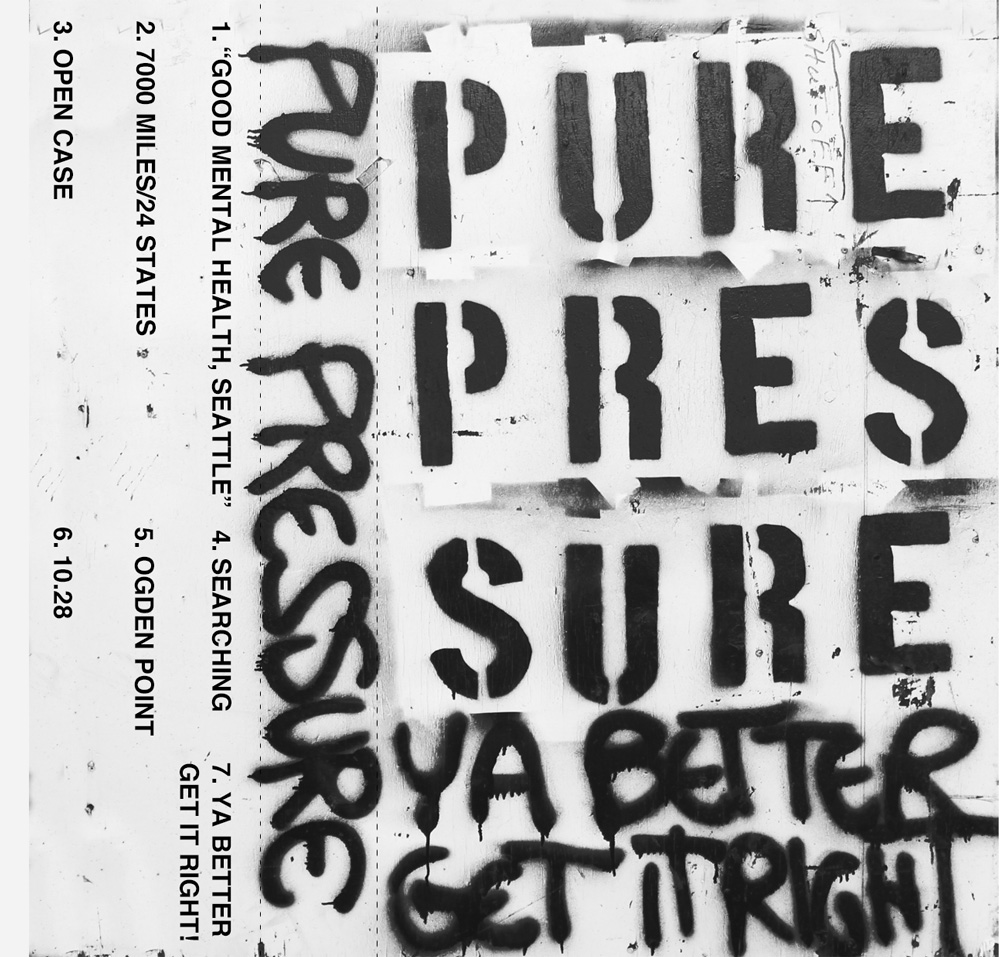 PURE
PRES
SURE
YA BETTER
GET IT RIGHT
SHUT OFF
PURE PRESSURE
1. “GOOD MENTAL HEALTH, SEATTLE”
2. 7000 MILES/24 STATES
3. OPEN CASE
4. SEARCHING
5. OGDEN POINT
6. 10.28
7. YA BETTER
GET IT RIGHT!